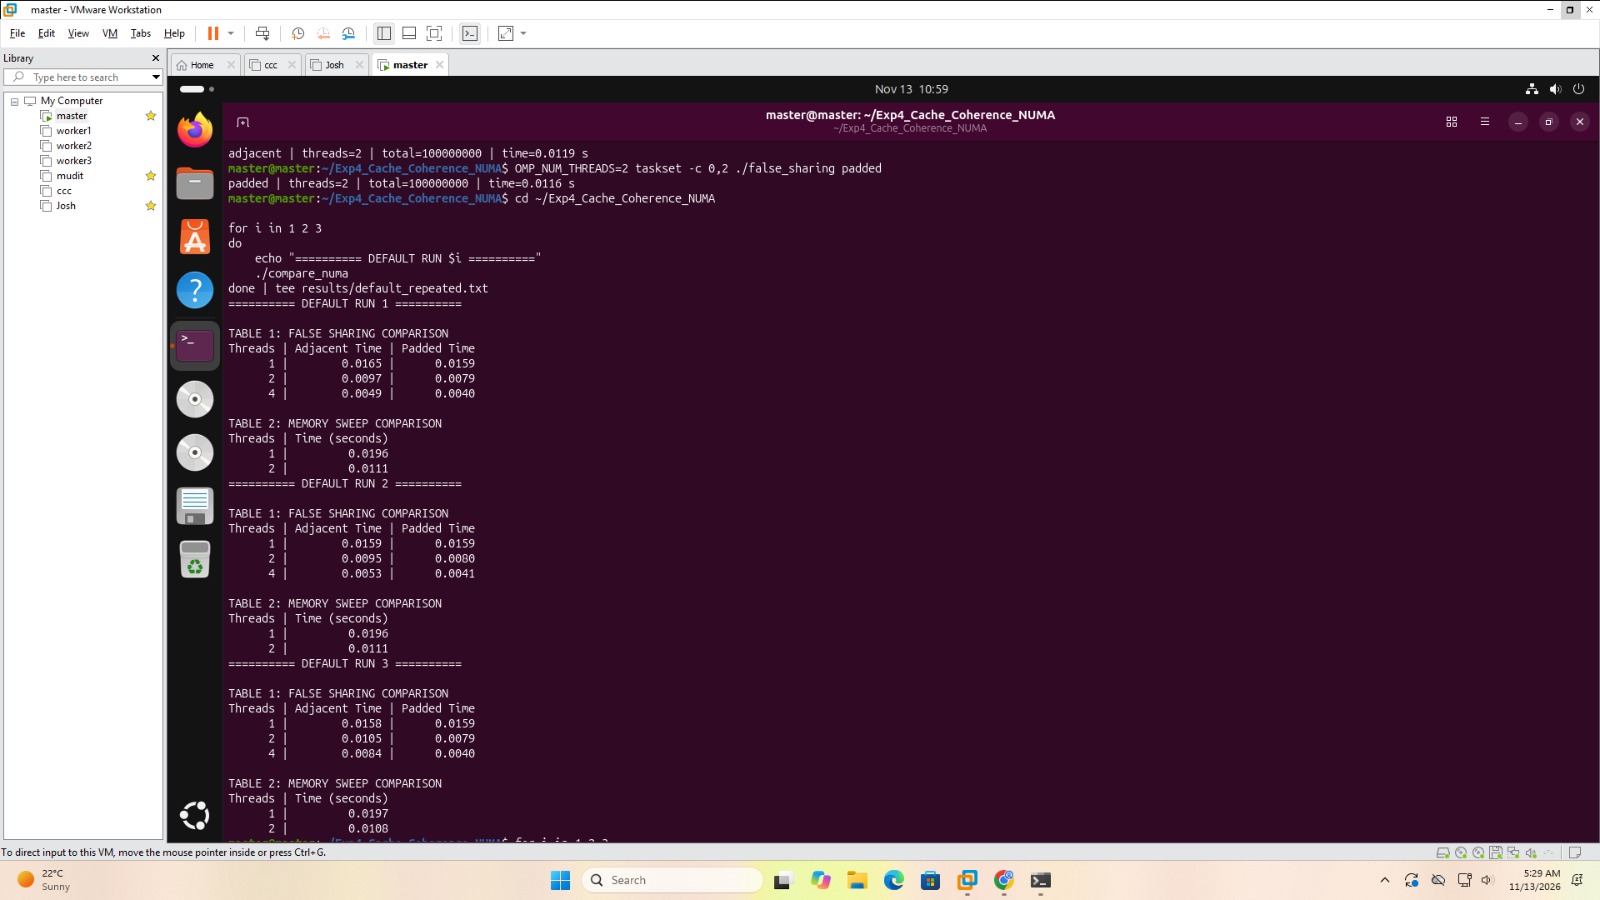 master - VMware Workstation
File Edit View VM Tabs Help
Library
Type here to search
My Computer
master
worker1
worker2
worker3
mudit
ccc
Josh
Home ccc Josh master
Nov 13 10:59
master@master: ~/Exp4_Cache_Coherence_NUMA
~/Exp4_Cache_Coherence_NUMA
adjacent | threads=2 | total=100000000 | time=0.0119 s
master@master:~/Exp4_Cache_Coherence_NUMA$ OMP_NUM_THREADS=2 taskset -c 0,2 ./false_sharing padded
padded | threads=2 | total=100000000 | time=0.0116 s
master@master:~/Exp4_Cache_Coherence_NUMA$ cd ~/Exp4_Cache_Coherence_NUMA
for i in 1 2 3
do
    echo "========== DEFAULT RUN $i =========="
    ./compare_numa
done | tee results/default_repeated.txt
========== DEFAULT RUN 1 ==========
TABLE 1: FALSE SHARING COMPARISON
Threads | Adjacent Time | Padded Time
1 | 0.0165 | 0.0159
2 | 0.0097 | 0.0079
4 | 0.0049 | 0.0040
TABLE 2: MEMORY SWEEP COMPARISON
Threads | Time (seconds)
1 | 0.0196
2 | 0.0111
========== DEFAULT RUN 2 ==========
TABLE 1: FALSE SHARING COMPARISON
Threads | Adjacent Time | Padded Time
1 | 0.0159 | 0.0159
2 | 0.0095 | 0.0080
4 | 0.0053 | 0.0041
TABLE 2: MEMORY SWEEP COMPARISON
Threads | Time (seconds)
1 | 0.0196
2 | 0.0111
========== DEFAULT RUN 3 ==========
TABLE 1: FALSE SHARING COMPARISON
Threads | Adjacent Time | Padded Time
1 | 0.0158 | 0.0159
2 | 0.0105 | 0.0079
4 | 0.0084 | 0.0040
TABLE 2: MEMORY SWEEP COMPARISON
Threads | Time (seconds)
1 | 0.0197
2 | 0.0108
To direct input to this VM, move the mouse pointer inside or press Ctrl+G.
22°C
Sunny
Search
5:29 AM
11/13/2026